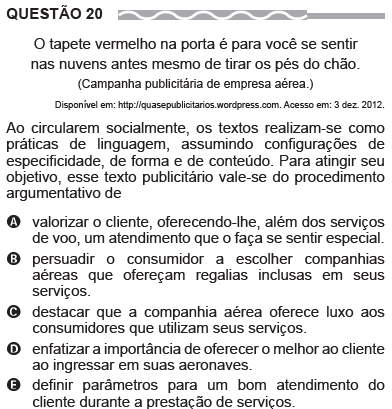 QUESTÃO 20
O tapete vermelho na porta é para você se sentir
nas nuvens antes mesmo de tirar os pés do chão.
(Campanha publicitária de empresa aérea.)
Disponível em: http://quasepublicitarios.wordpress.com. Acesso em: 3 dez. 2012.
Ao circularem socialmente, os textos realizam-se como
práticas de linguagem, assumindo configurações de
especificidade, de forma e de conteúdo. Para atingir seu
objetivo, esse texto publicitário vale-se do procedimento
argumentativo de
A valorizar o cliente, oferecendo-lhe, além dos serviços
de voo, um atendimento que o faça se sentir especial.
B persuadir o consumidor a escolher companhias
aéreas que ofereçam regalias inclusas em seus
serviços.
C destacar que a companhia aérea oferece luxo aos
consumidores que utilizam seus serviços.
D enfatizar a importância de oferecer o melhor ao cliente
ao ingressar em suas aeronaves.
E definir parâmetros para um bom atendimento do
cliente durante a prestação de serviços.